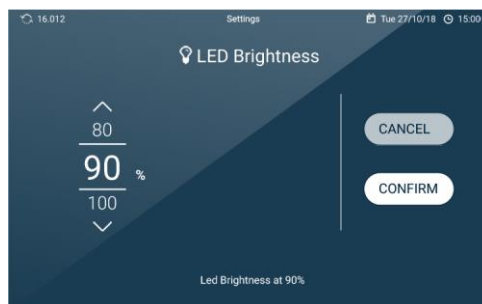 16.012 Settings Tue 27/10/18 15:00
LED Brightness
80
90 %
100
CANCEL
CONFIRM
Led Brightness at 90%